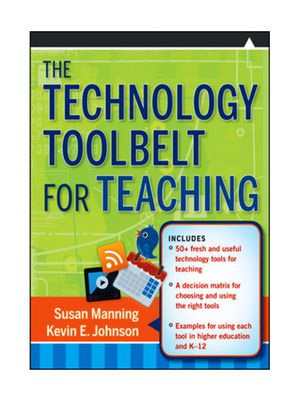 THE
TECHNOLOGY
TOOLBELT
FOR TEACHING
INCLUDES
50+ fresh and useful
technology tools for
teaching
A decision matrix for
choosing and using
the right tools
Examples for using each
tool in higher education
and K–12
Susan Manning
Kevin E. Johnson